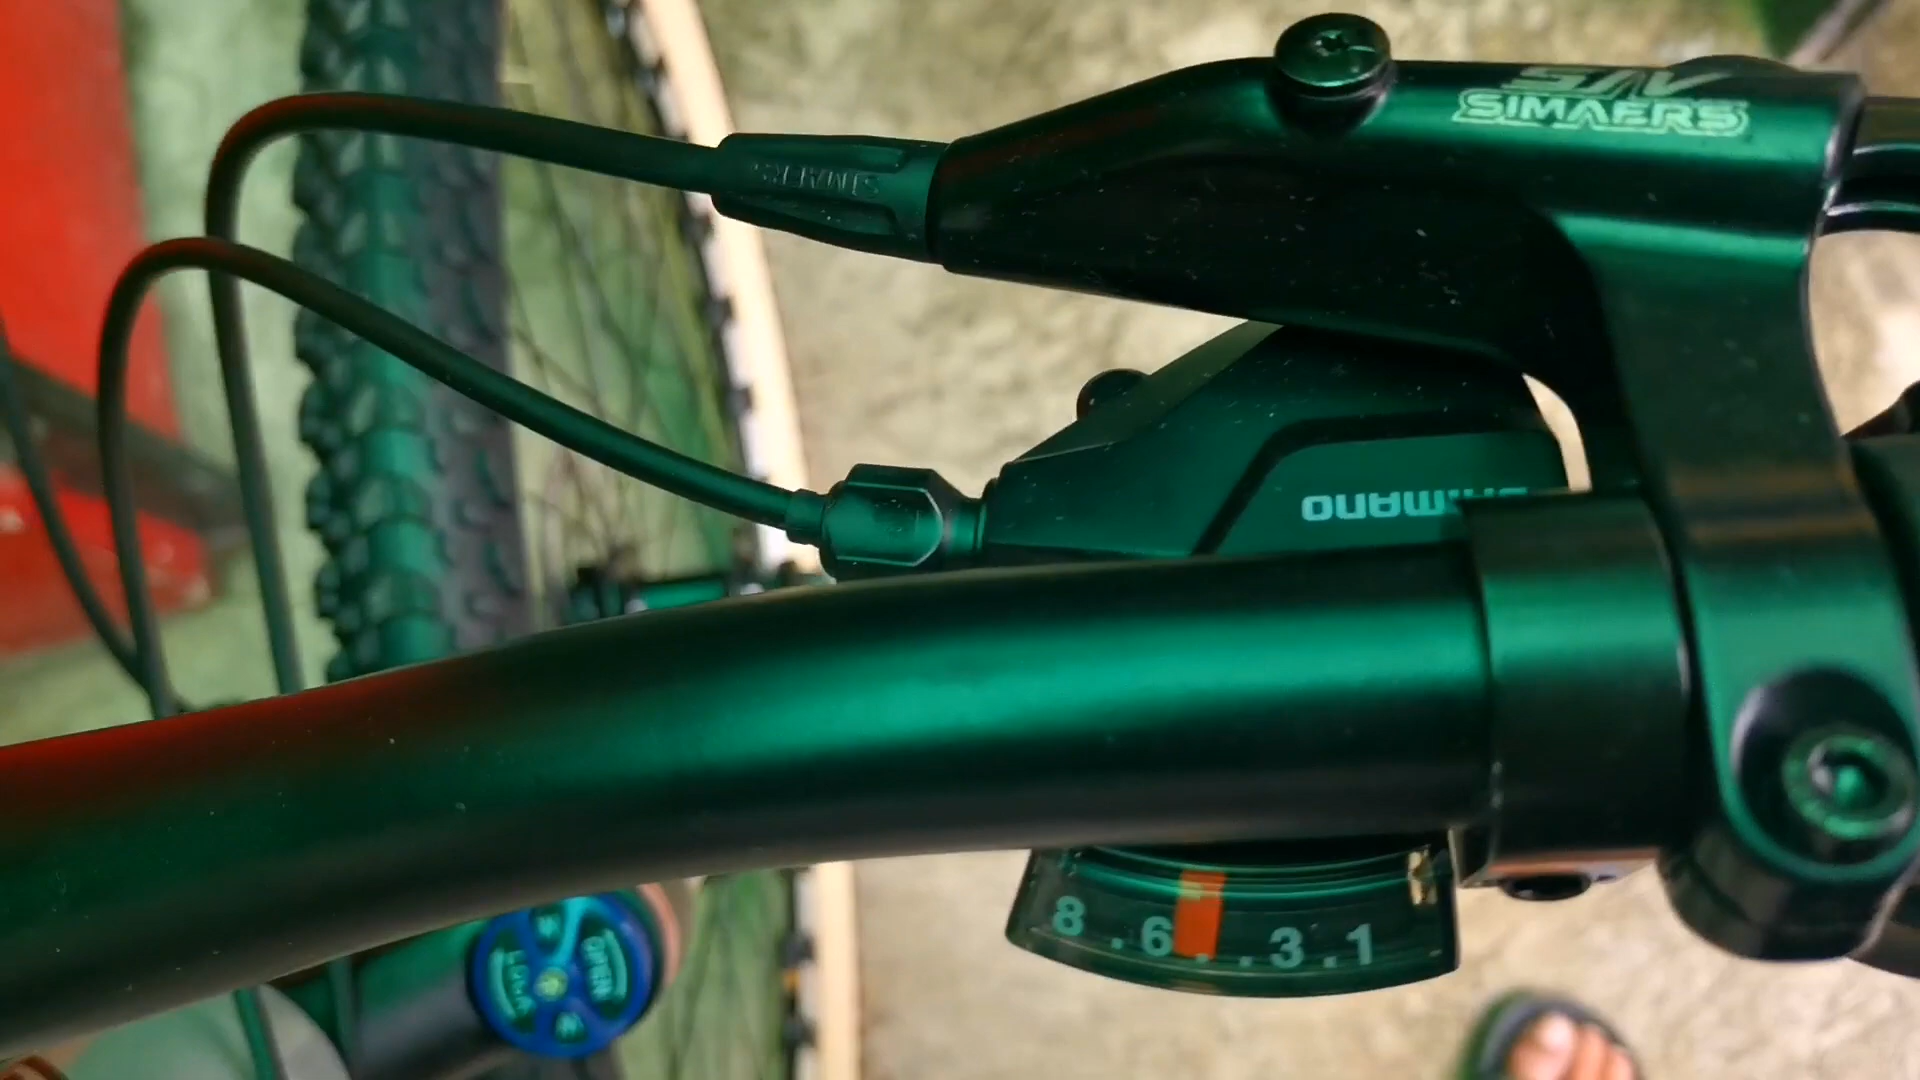 SIMAERS
SIMAERS
SHIMANO
8 . 6 . . 3 . 1
OPEN
LOCK